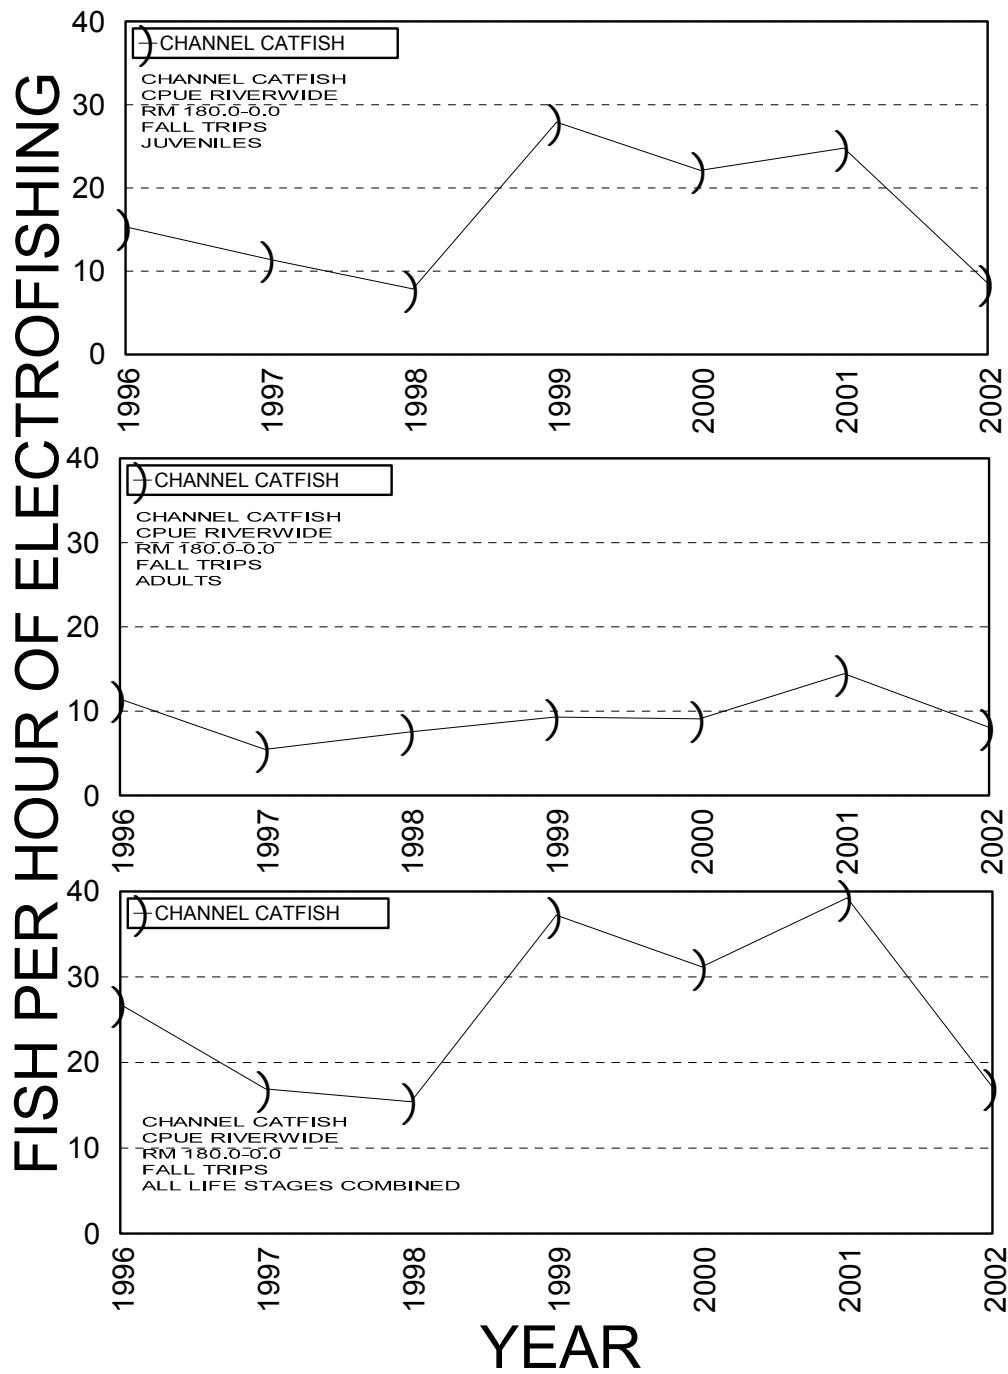 FISH PER HOUR OF ELECTROFISHING
40
30
20
10
0
) CHANNEL CATFISH
CHANNEL CATFISH
CPUE RIVERWIDE
RM 180.0-0.0
FALL TRIPS
JUVENILES
1996
1997
1998
1999
2000
2001
2002
40
30
20
10
0
) CHANNEL CATFISH
CHANNEL CATFISH
CPUE RIVERWIDE
RM 180.0-0.0
FALL TRIPS
ADULTS
1996
1997
1998
1999
2000
2001
2002
40
30
20
10
0
) CHANNEL CATFISH
CHANNEL CATFISH
CPUE RIVERWIDE
RM 180.0-0.0
FALL TRIPS
ALL LIFE STAGES COMBINED
1996
1997
1998
1999
2000
2001
2002
YEAR